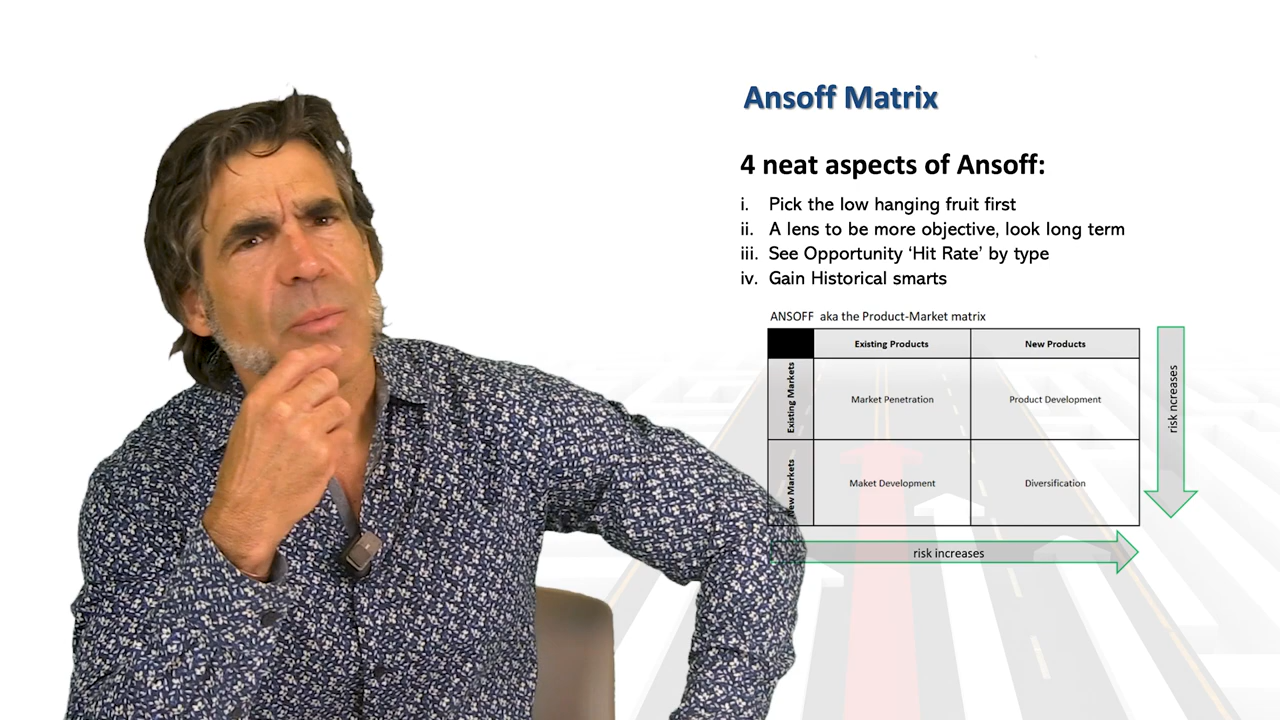 Ansoff Matrix
4 neat aspects of Ansoff:
i. Pick the low hanging fruit first
ii. A lens to be more objective, look long term
iii. See Opportunity ‘Hit Rate’ by type
iv. Gain Historical smarts
ANSOFF aka the Product-Market matrix
Existing Products New Products
Existing Markets
Market Penetration Product Development
New Markets
Maket Development Diversification
risk ncreases
risk increases